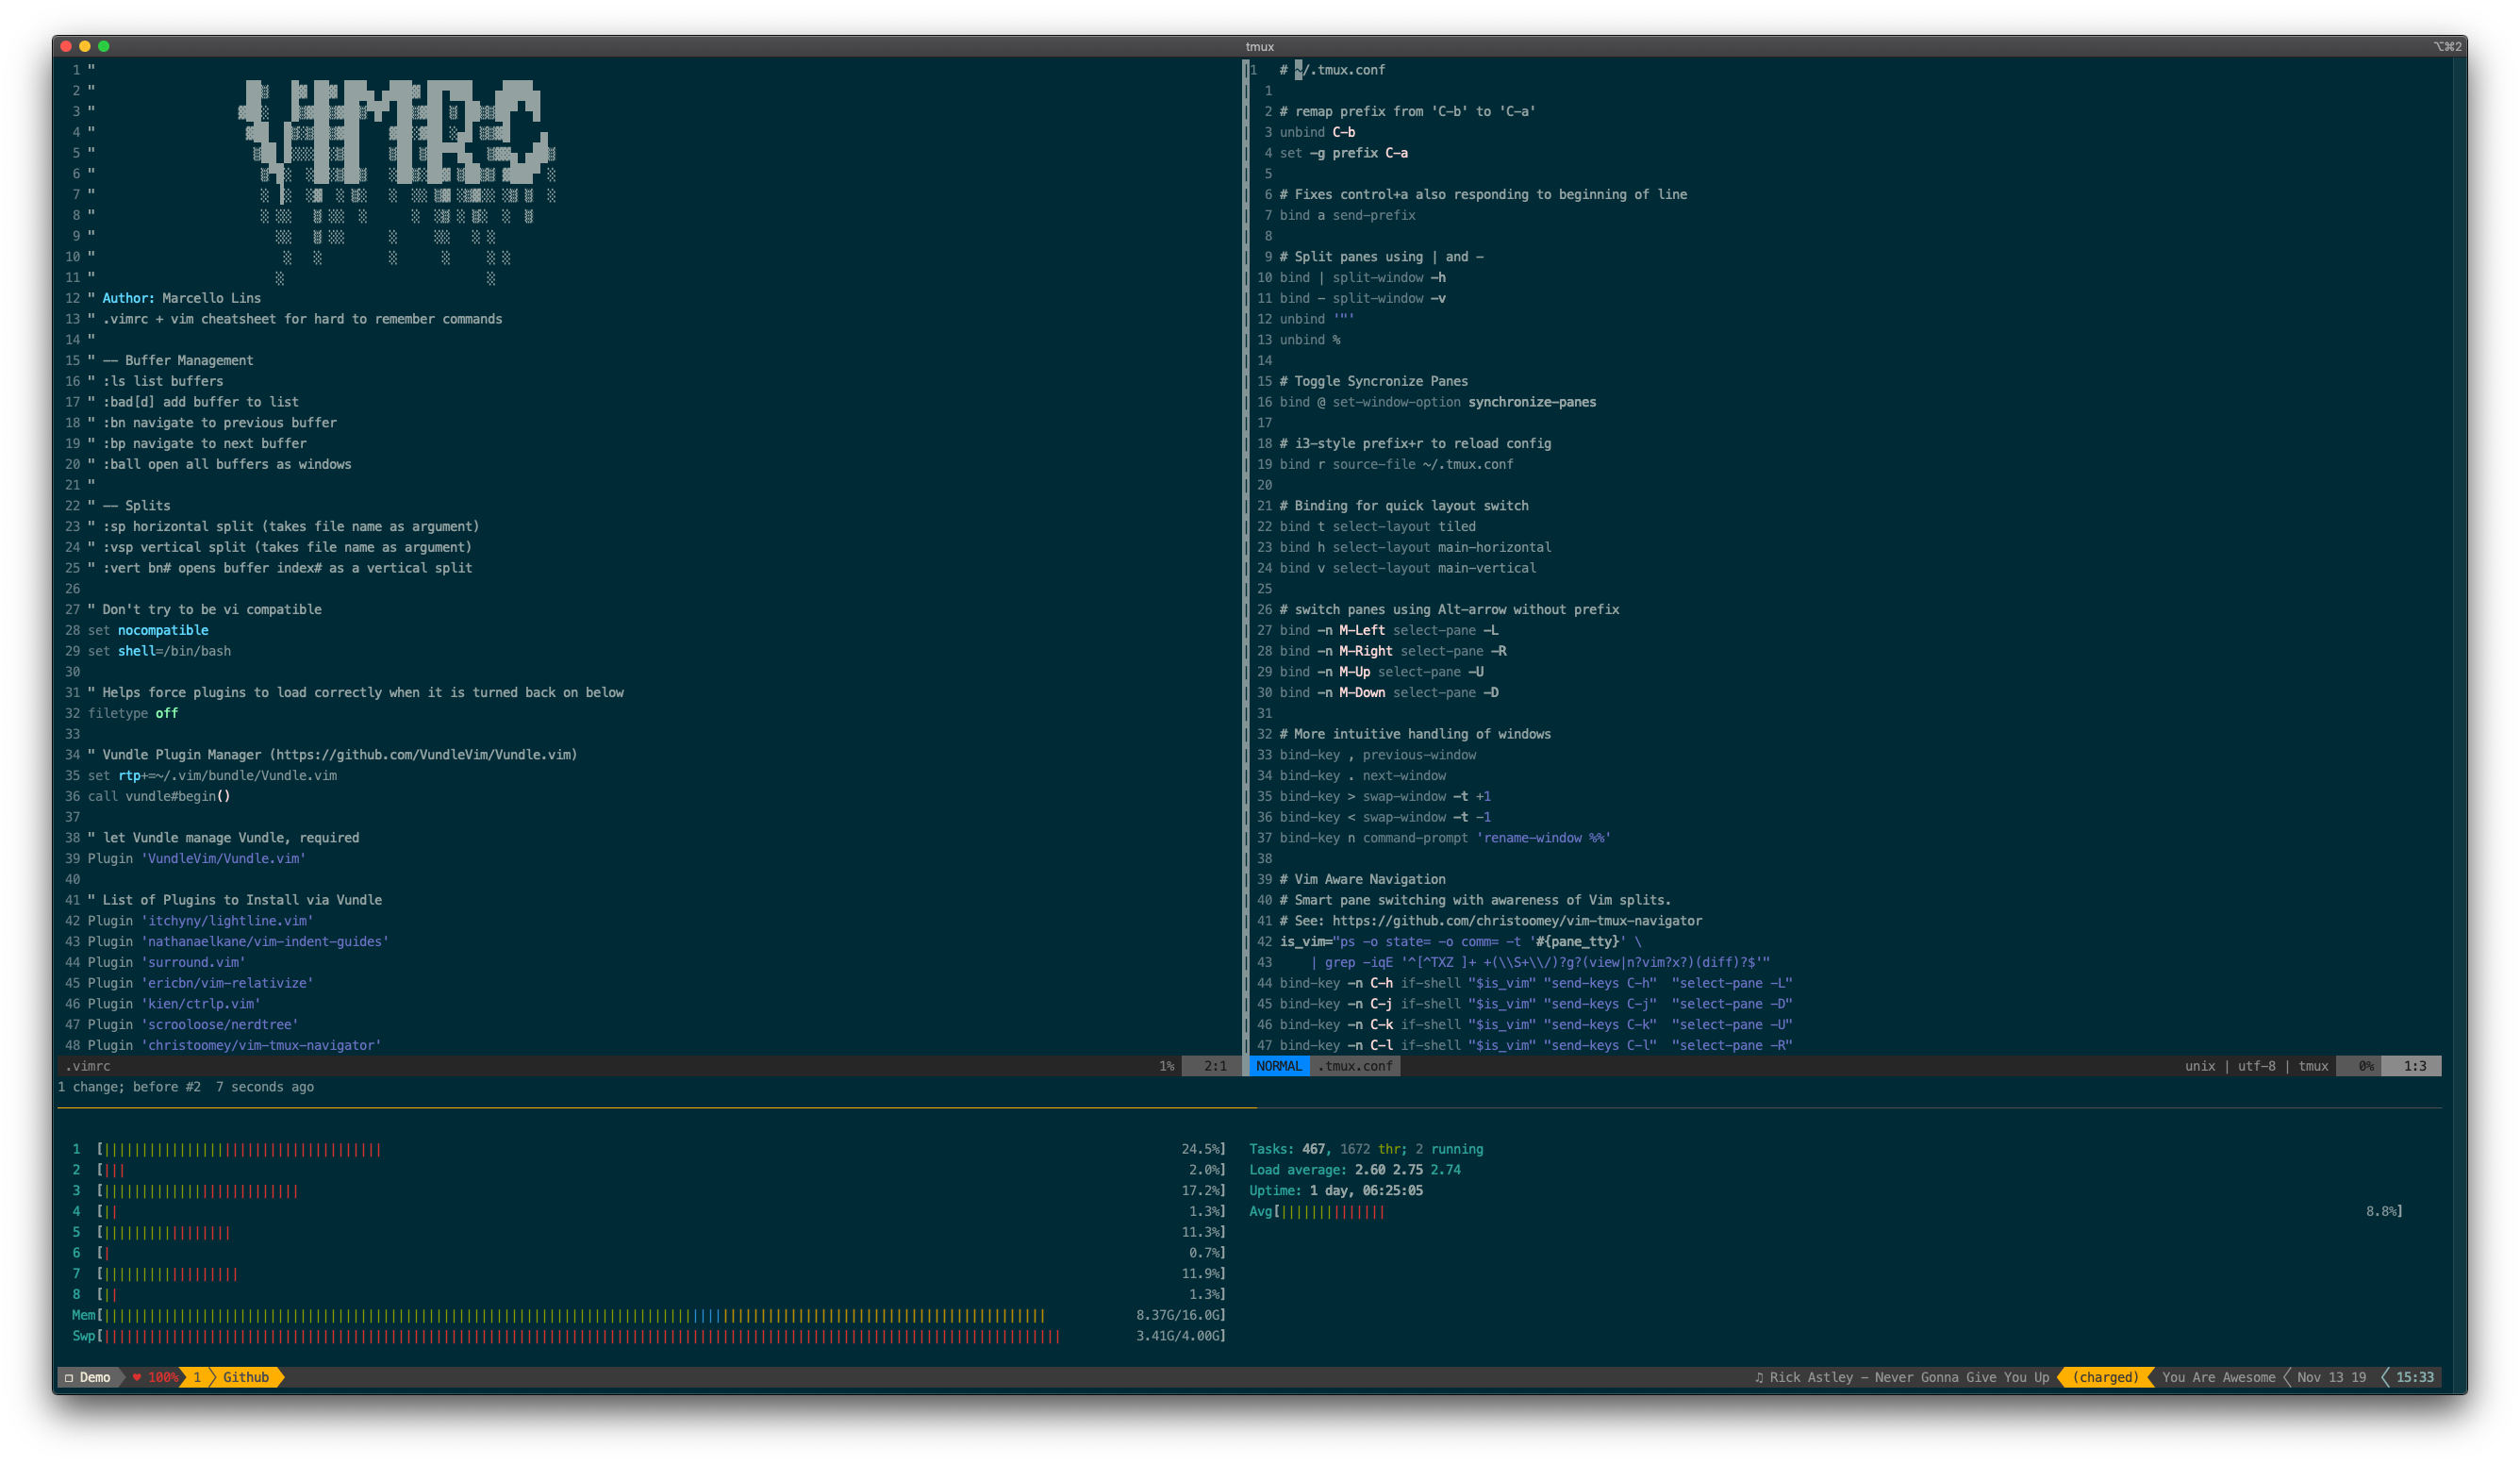 tmux
⌥⌘2
1 "
2 "
3 "
4 "
5 "
6 "
7 "
8 "
9 "
10 "
11 "
12 " Author: Marcello Lins
13 " .vimrc + vim cheatsheet for hard to remember commands
14 "
15 " -- Buffer Management
16 " :ls list buffers
17 " :bad[d] add buffer to list
18 " :bn navigate to previous buffer
19 " :bp navigate to next buffer
20 " :ball open all buffers as windows
21 "
22 " -- Splits
23 " :sp horizontal split (takes file name as argument)
24 " :vsp vertical split (takes file name as argument)
25 " :vert bn# opens buffer index# as a vertical split
26
27 " Don't try to be vi compatible
28 set nocompatible
29 set shell=/bin/bash
30
31 " Helps force plugins to load correctly when it is turned back on below
32 filetype off
33
34 " Vundle Plugin Manager (https://github.com/VundleVim/Vundle.vim)
35 set rtp+=~/.vim/bundle/Vundle.vim
36 call vundle#begin()
37
38 " let Vundle manage Vundle, required
39 Plugin 'VundleVim/Vundle.vim'
40
41 " List of Plugins to Install via Vundle
42 Plugin 'itchyny/lightline.vim'
43 Plugin 'nathanaelkane/vim-indent-guides'
44 Plugin 'surround.vim'
45 Plugin 'ericbn/vim-relativize'
46 Plugin 'kien/ctrlp.vim'
47 Plugin 'scrooloose/nerdtree'
48 Plugin 'christoomey/vim-tmux-navigator'
.vimrc 1% 2:1
1 change; before #2  7 seconds ago
1 # ~/.tmux.conf
1
2 # remap prefix from 'C-b' to 'C-a'
3 unbind C-b
4 set -g prefix C-a
5
6 # Fixes control+a also responding to beginning of line
7 bind a send-prefix
8
9 # Split panes using | and -
10 bind | split-window -h
11 bind - split-window -v
12 unbind '"'
13 unbind %
14
15 # Toggle Syncronize Panes
16 bind @ set-window-option synchronize-panes
17
18 # i3-style prefix+r to reload config
19 bind r source-file ~/.tmux.conf
20
21 # Binding for quick layout switch
22 bind t select-layout tiled
23 bind h select-layout main-horizontal
24 bind v select-layout main-vertical
25
26 # switch panes using Alt-arrow without prefix
27 bind -n M-Left select-pane -L
28 bind -n M-Right select-pane -R
29 bind -n M-Up select-pane -U
30 bind -n M-Down select-pane -D
31
32 # More intuitive handling of windows
33 bind-key , previous-window
34 bind-key . next-window
35 bind-key > swap-window -t +1
36 bind-key < swap-window -t -1
37 bind-key n command-prompt 'rename-window %%'
38
39 # Vim Aware Navigation
40 # Smart pane switching with awareness of Vim splits.
41 # See: https://github.com/christoomey/vim-tmux-navigator
42 is_vim="ps -o state= -o comm= -t '#{pane_tty}' \
43     | grep -iqE '^[^TXZ ]+ +(\\S+\\/)?g?(view|n?vim?x?)(diff)?$'"
44 bind-key -n C-h if-shell "$is_vim" "send-keys C-h"  "select-pane -L"
45 bind-key -n C-j if-shell "$is_vim" "send-keys C-j"  "select-pane -D"
46 bind-key -n C-k if-shell "$is_vim" "send-keys C-k"  "select-pane -U"
47 bind-key -n C-l if-shell "$is_vim" "send-keys C-l"  "select-pane -R"
NORMAL .tmux.conf unix | utf-8 | tmux 0% 1:3
1 [ 24.5%]
2 [ 2.0%]
3 [ 17.2%]
4 [ 1.3%]
5 [ 11.3%]
6 [ 0.7%]
7 [ 11.9%]
8 [ 1.3%]
Mem[ 8.37G/16.0G]
Swp[ 3.41G/4.00G]
Tasks: 467, 1672 thr; 2 running
Load average: 2.60 2.75 2.74
Uptime: 1 day, 06:25:05
Avg[ 8.8%]
❐ Demo ♥ 100% 1 Github ♫ Rick Astley - Never Gonna Give You Up (charged) You Are Awesome Nov 13 19 15:33